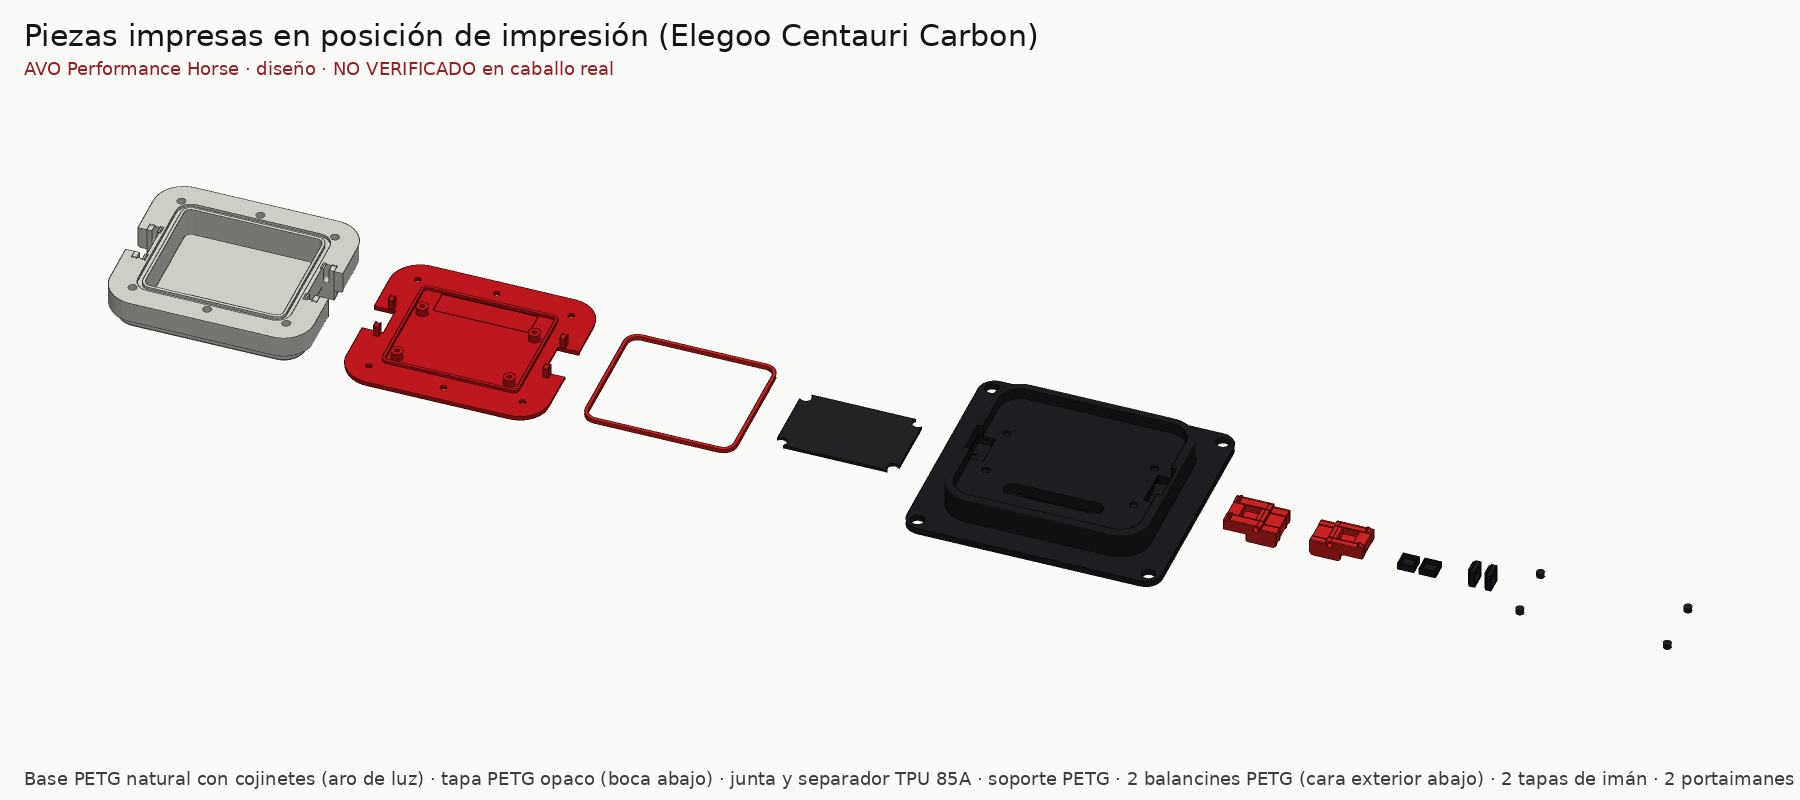 Piezas impresas en posición de impresión (Elegoo Centauri Carbon)
AVO Performance Horse · diseño · NO VERIFICADO en caballo real
Base PETG natural con cojinetes (aro de luz) · tapa PETG opaco (boca abajo) · junta y separador TPU 85A · soporte PETG · 2 balancines PETG (cara exterior abajo) · 2 tapas de imán · 2 portaimanes